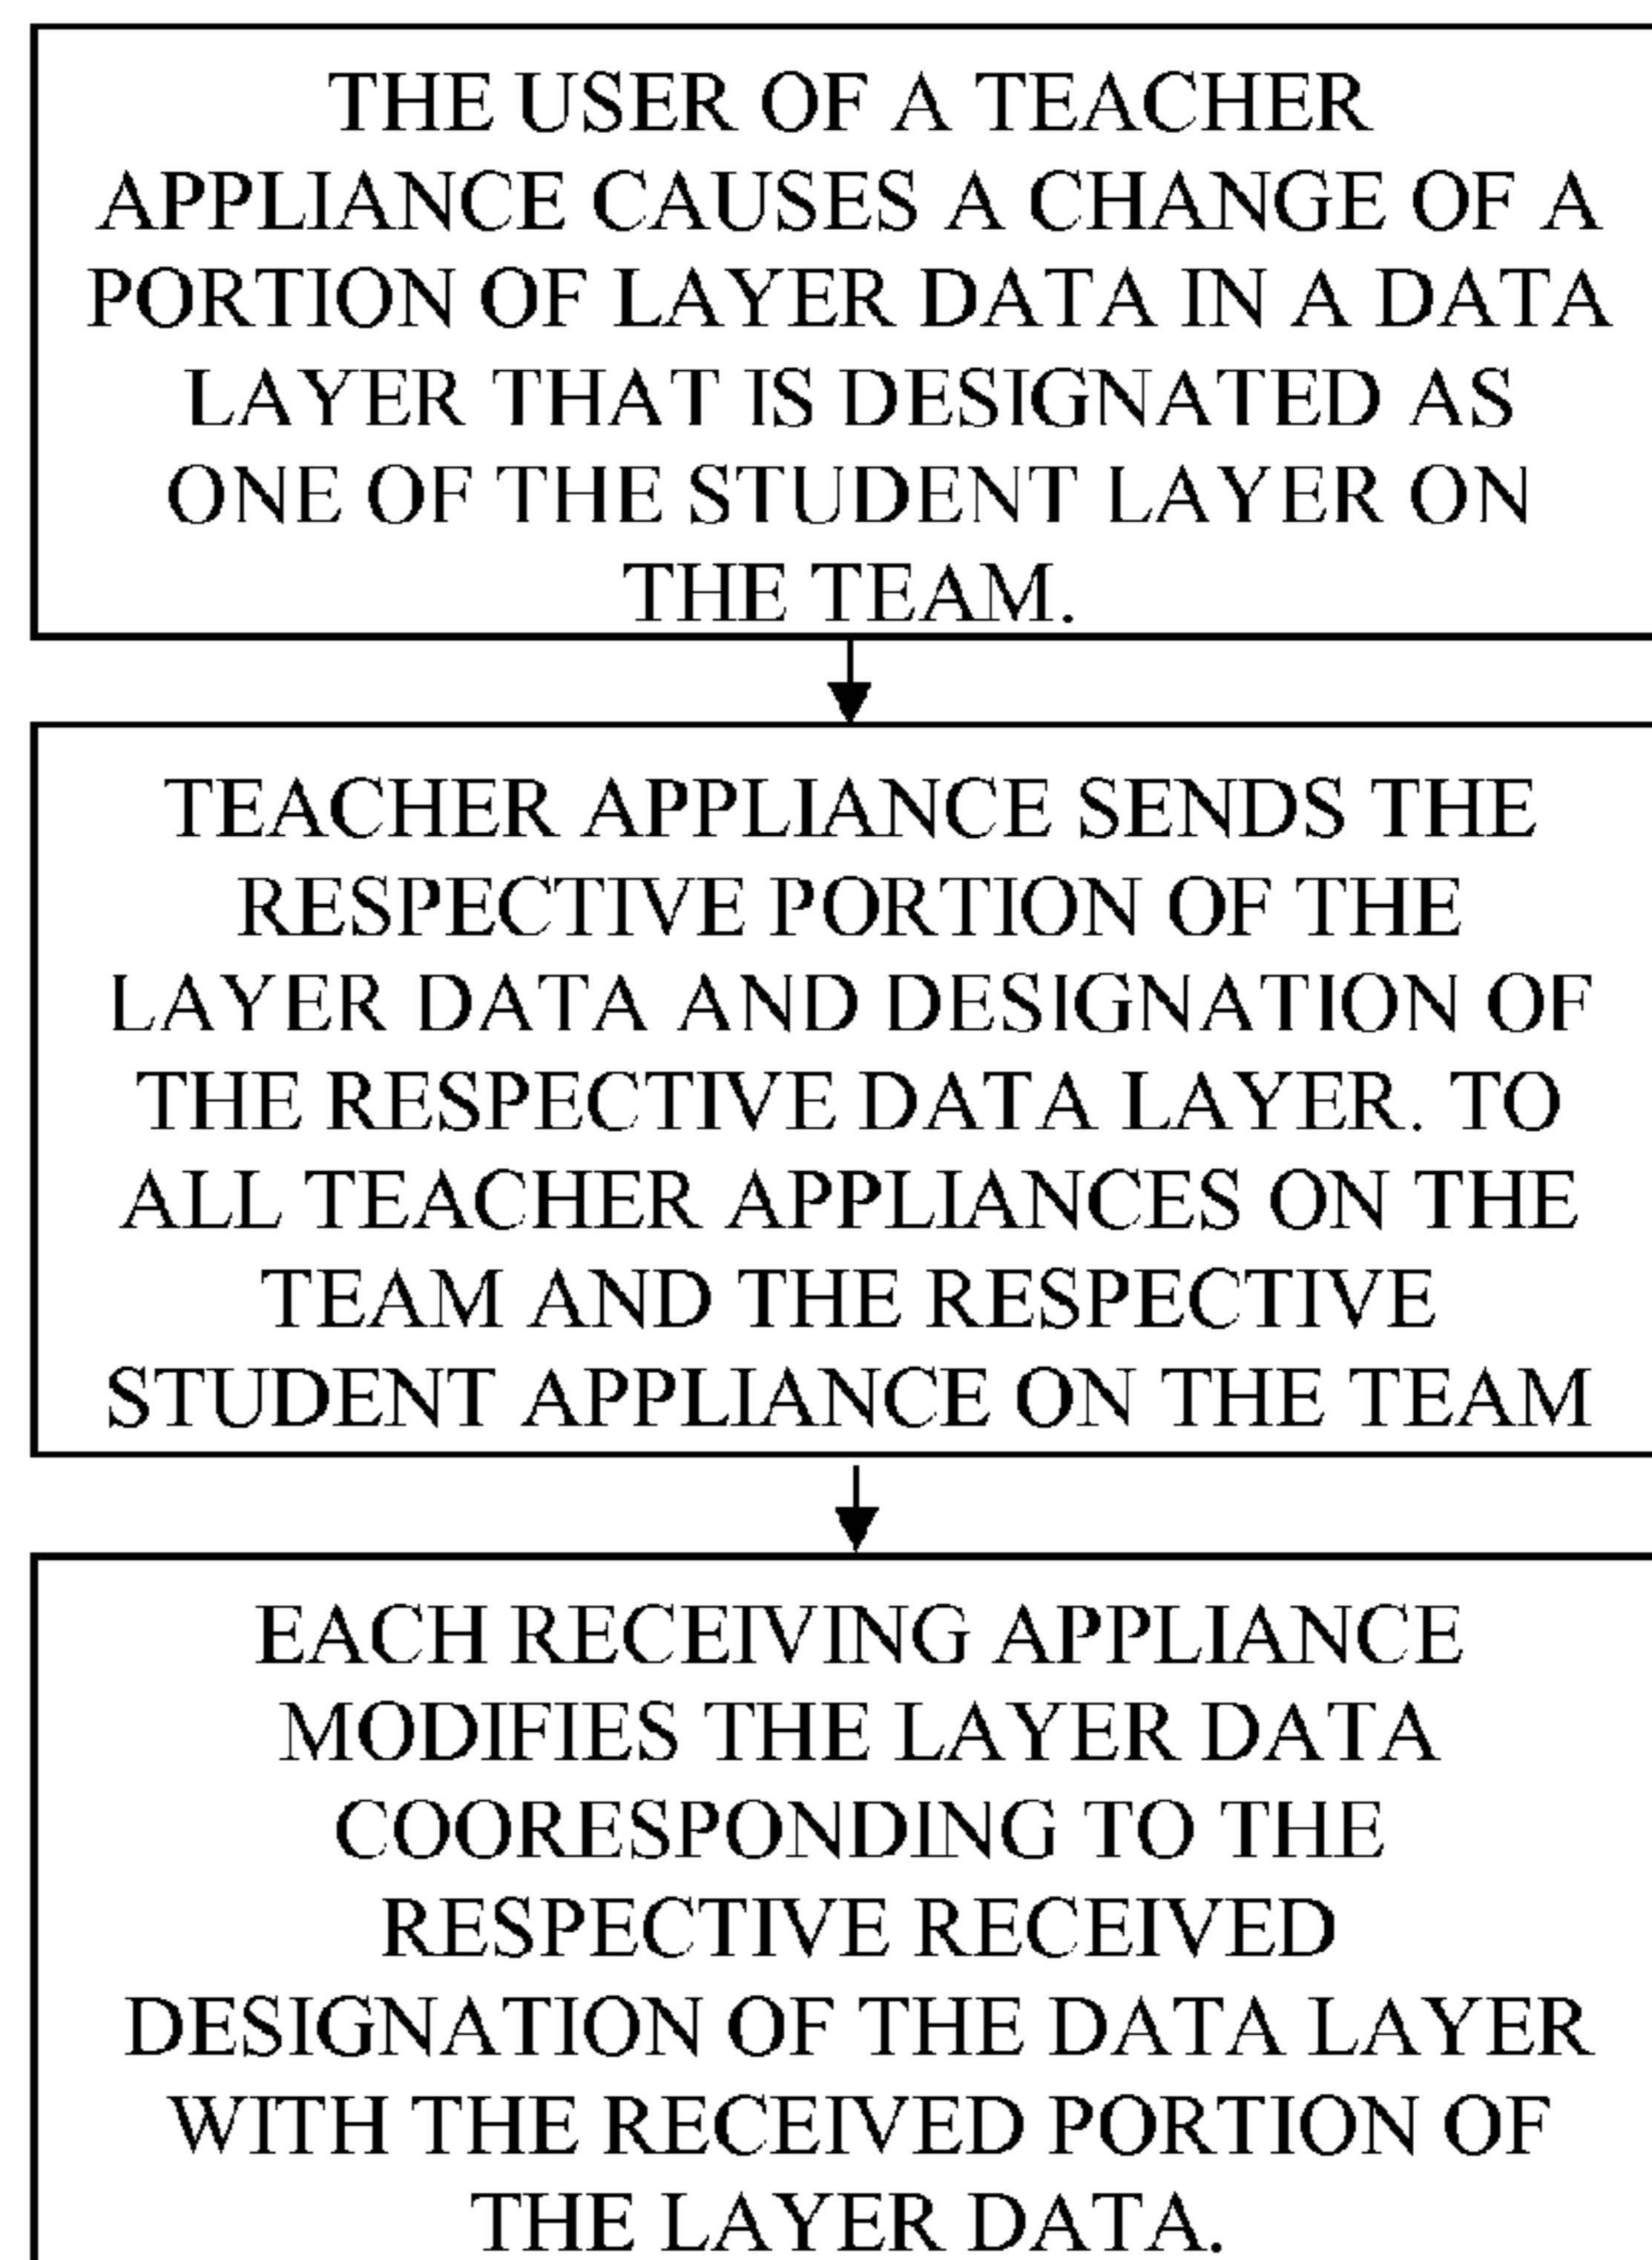 THE USER OF A TEACHER
APPLIANCE CAUSES A CHANGE OF A
PORTION OF LAYER DATA IN A DATA
LAYER THAT IS DESIGNATED AS
ONE OF THE STUDENT LAYER ON
THE TEAM.
TEACHER APPLIANCE SENDS THE
RESPECTIVE PORTION OF THE
LAYER DATA AND DESIGNATION OF
THE RESPECTIVE DATA LAYER. TO
ALL TEACHER APPLIANCES ON THE
TEAM AND THE RESPECTIVE
STUDENT APPLIANCE ON THE TEAM
EACH RECEIVING APPLIANCE
MODIFIES THE LAYER DATA
COORESPONDING TO THE
RESPECTIVE RECEIVED
DESIGNATION OF THE DATA LAYER
WITH THE RECEIVED PORTION OF
THE LAYER DATA.